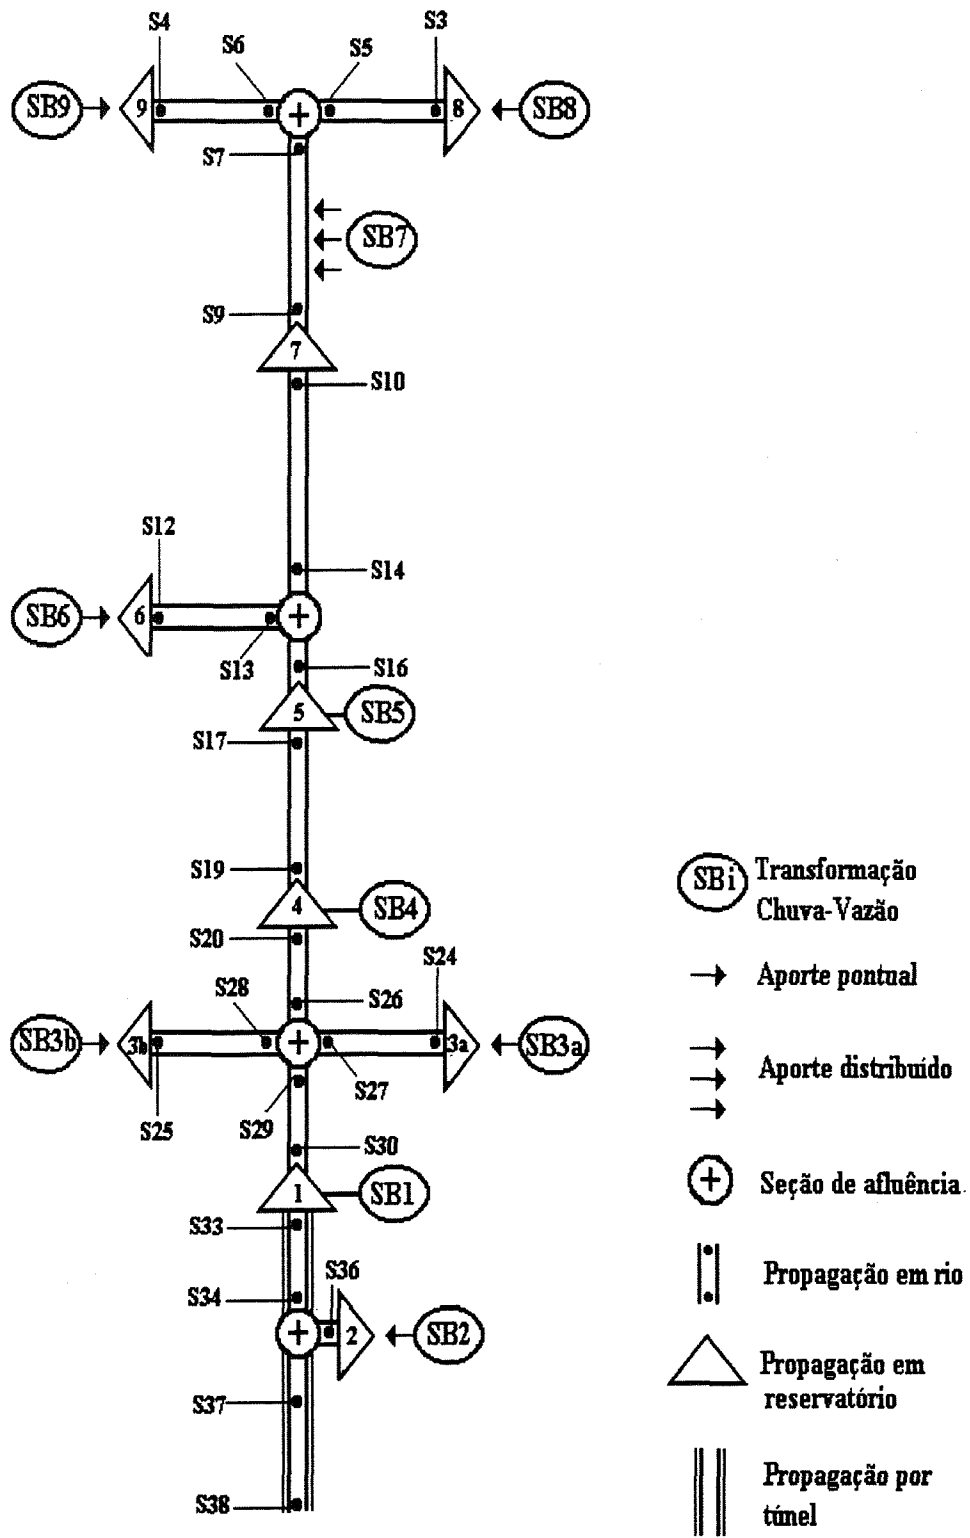 S4
S3
S6
S5
SB9
9
+
8
SB8
S7
SB7
S9
7
S10
S12
S14
SB6
6
+
S13
S16
5
SB5
S17
S19
4
SB4
S20
S24
S28
S26
SB3b
3b
+
3a
SB3a
S27
S25
S29
S30
1
SB1
S33
S36
S34
+
2
SB2
S37
S38
SBi
Transformação
Chuva-Vazão
Aporte pontual
Aporte distribuído
+
Seção de afluência
Propagação em rio
Propagação em
reservatório
Propagação por
túnel